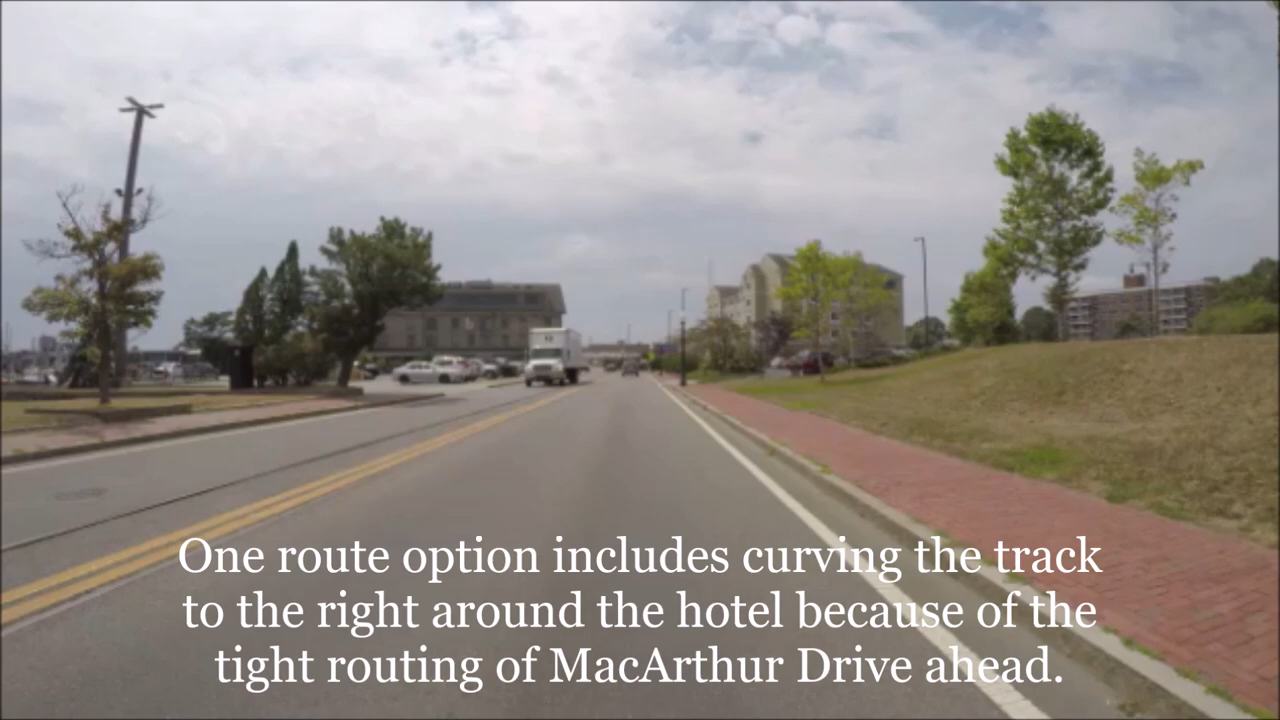 One route option includes curving the track
to the right around the hotel because of the
tight routing of MacArthur Drive ahead.